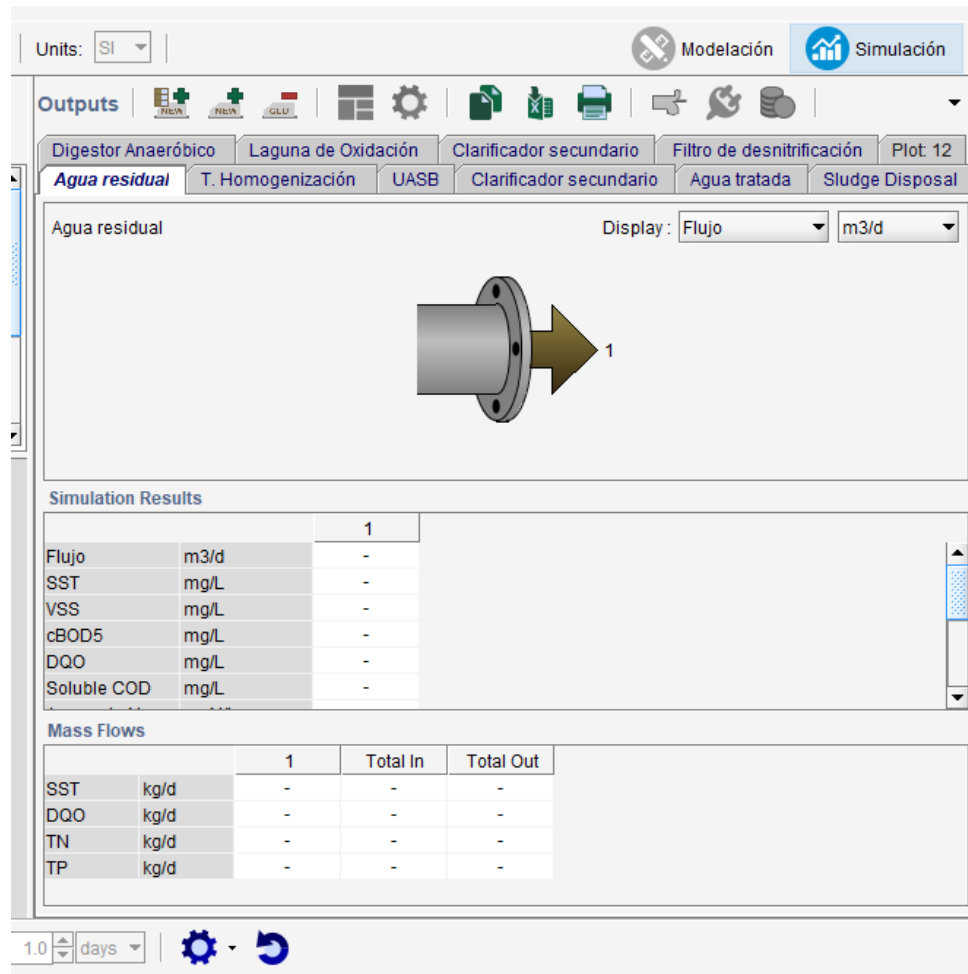 Units: SI Modelación Simulación
Outputs NEW NEW GLU
Digestor Anaeróbico Laguna de Oxidación Clarificador secundario Filtro de desnitrificación Plot: 12
Agua residual T. Homogenización UASB Clarificador secundario Agua tratada Sludge Disposal
Agua residual Display: Flujo m3/d
1
Simulation Results
1
Flujo m3/d -
SST mg/L -
VSS mg/L -
cBOD5 mg/L -
DQO mg/L -
Soluble COD mg/L -
Mass Flows
1 Total In Total Out
SST kg/d - - -
DQO kg/d - - -
TN kg/d - - -
TP kg/d - - -
1.0 days